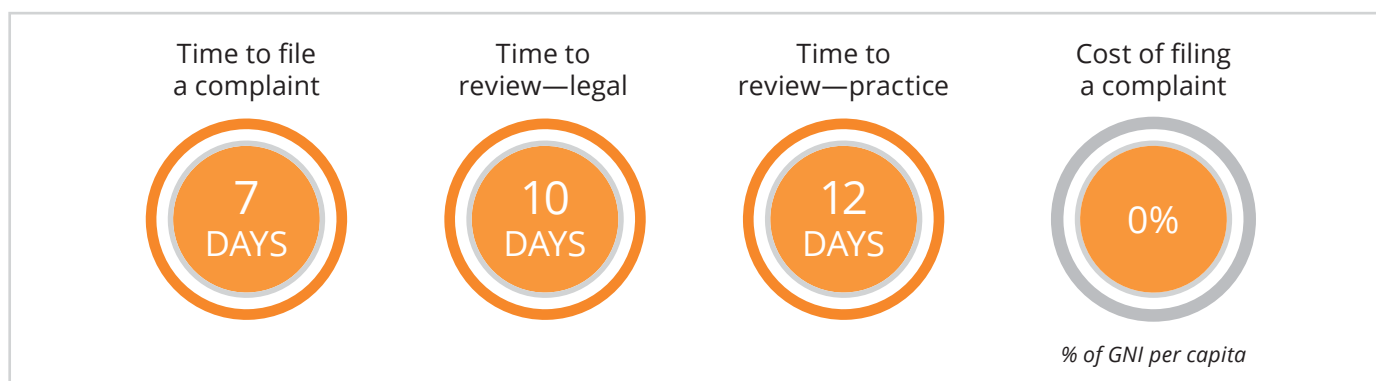 Time to file
a complaint
7
DAYS
Time to
review—legal
10
DAYS
Time to
review—practice
12
DAYS
Cost of filing
a complaint
0%
% of GNI per capita